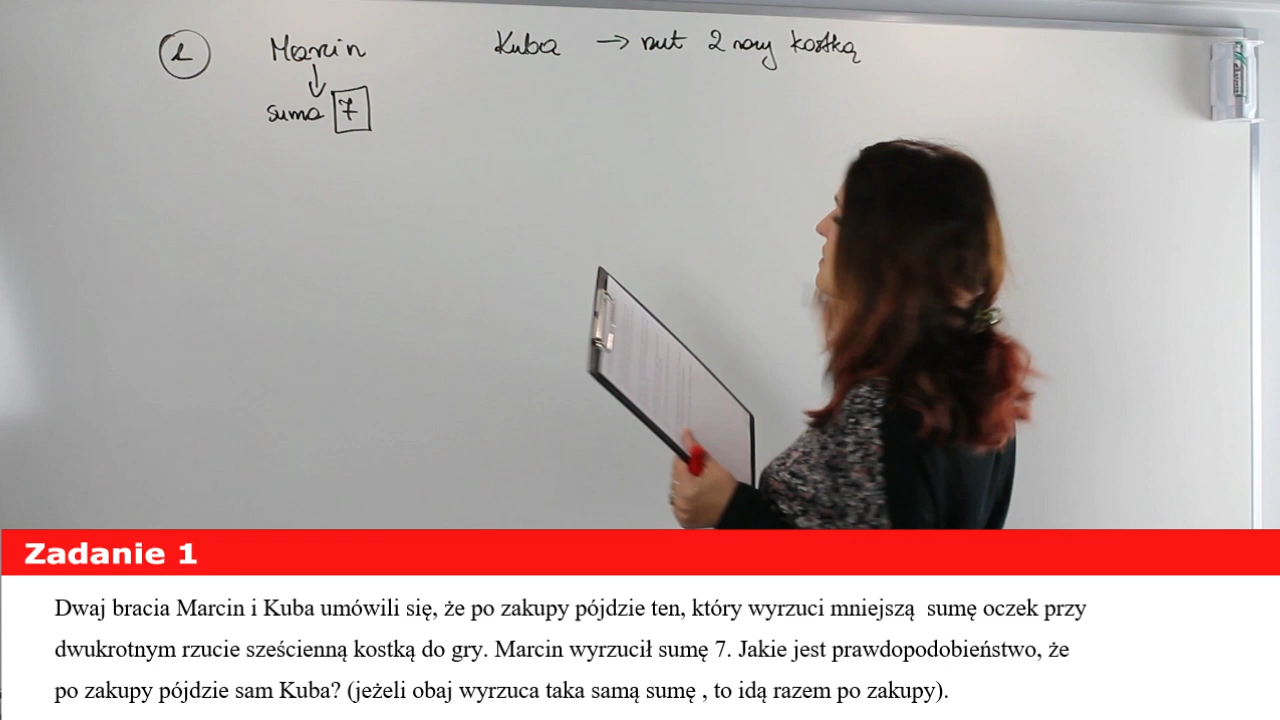 1 Marcin Kuba → rzut 2 razy kostką
suma 7
Zadanie 1
Dwaj bracia Marcin i Kuba umówili się, że po zakupy pójdzie ten, który wyrzuci mniejszą sumę oczek przy
dwukrotnym rzucie sześcienną kostką do gry. Marcin wyrzucił sumę 7. Jakie jest prawdopodobieństwo, że
po zakupy pójdzie sam Kuba? (jeżeli obaj wyrzuca taka samą sumę , to idą razem po zakupy).